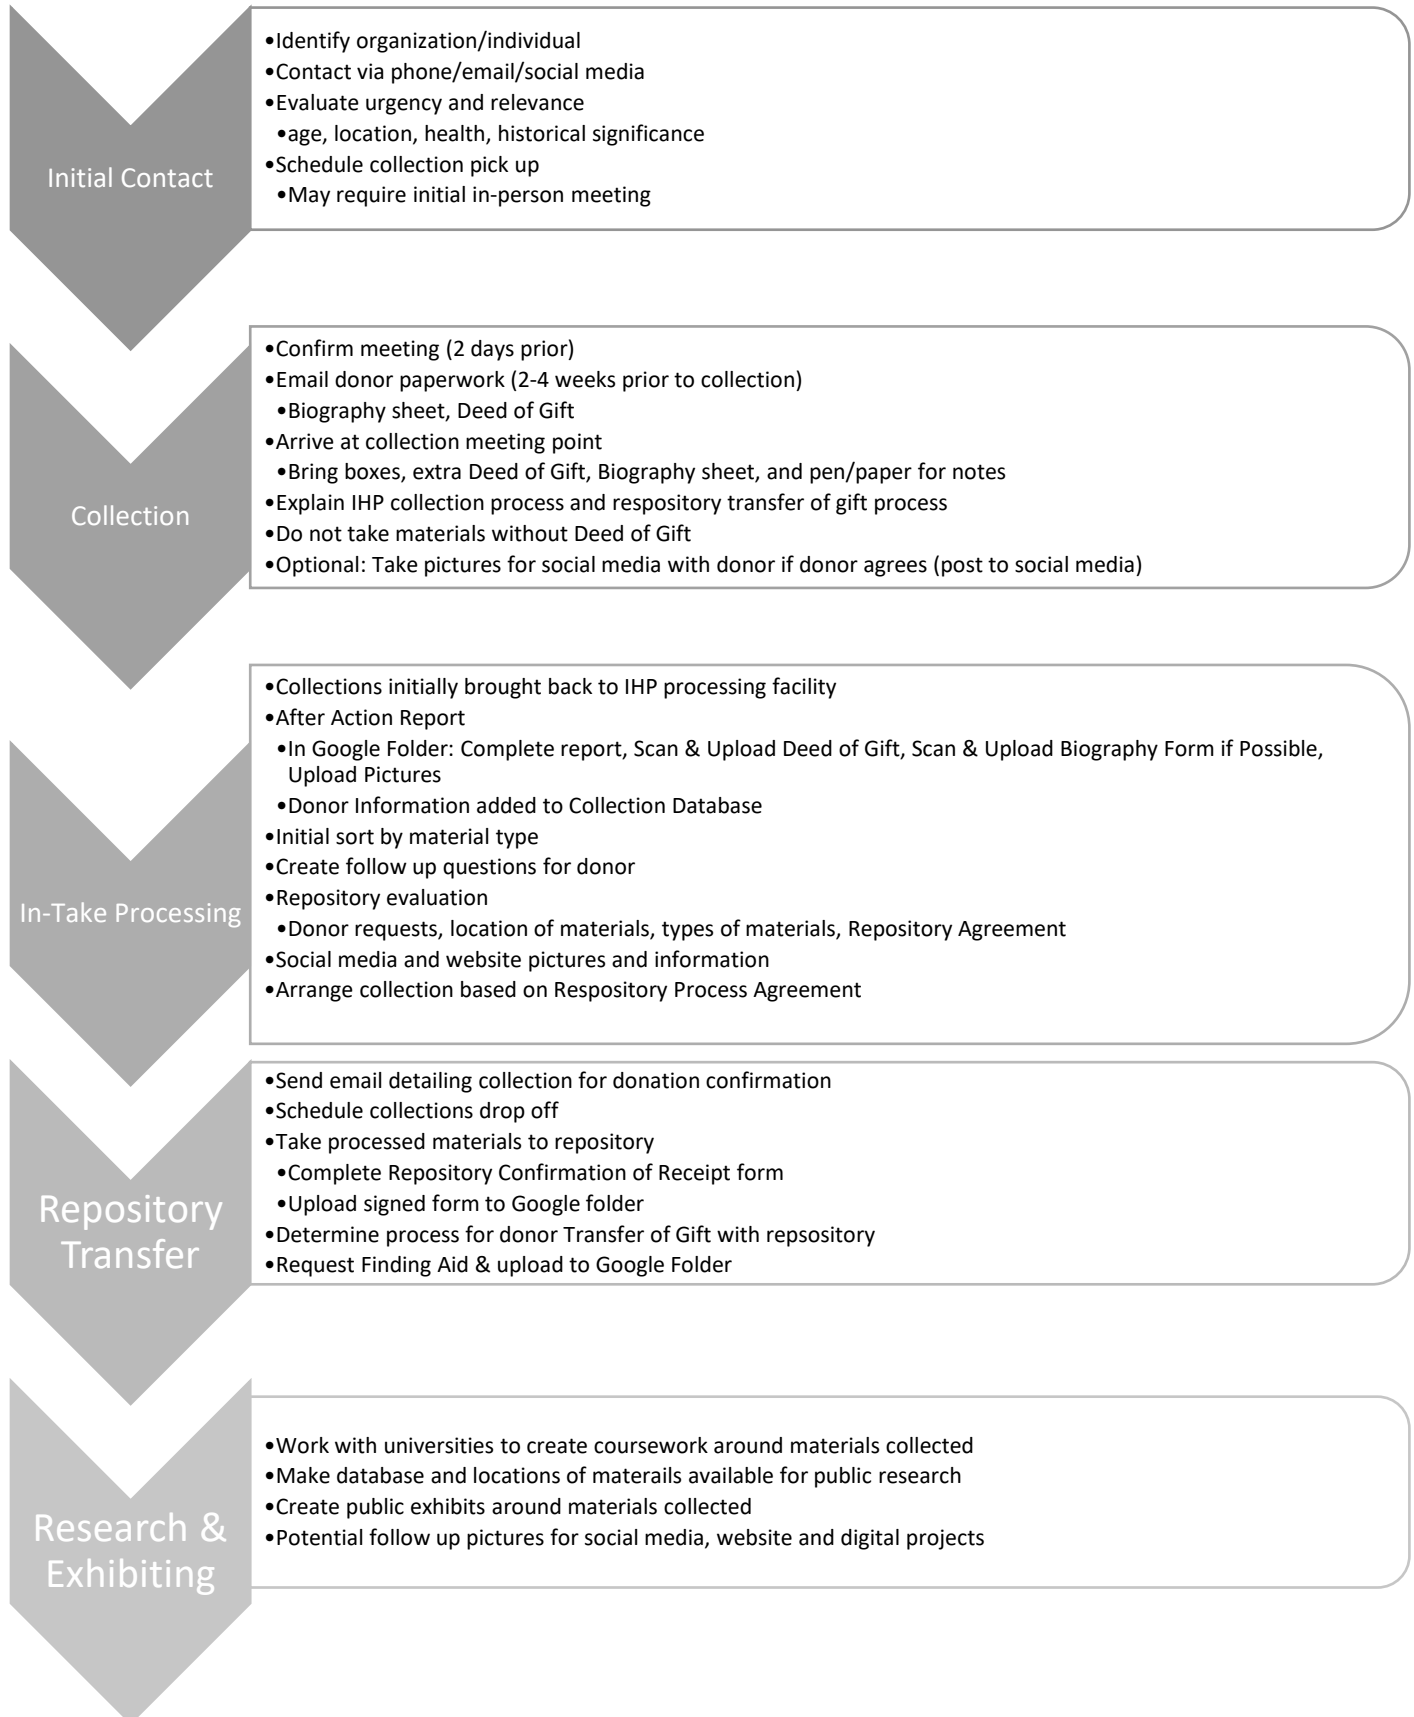 Initial Contact
•Identify organization/individual
•Contact via phone/email/social media
•Evaluate urgency and relevance
•age, location, health, historical significance
•Schedule collection pick up
•May require initial in-person meeting
Collection
•Confirm meeting (2 days prior)
•Email donor paperwork (2-4 weeks prior to collection)
•Biography sheet, Deed of Gift
•Arrive at collection meeting point
•Bring boxes, extra Deed of Gift, Biography sheet, and pen/paper for notes
•Explain IHP collection process and respository transfer of gift process
•Do not take materials without Deed of Gift
•Optional: Take pictures for social media with donor if donor agrees (post to social media)
In-Take Processing
•Collections initially brought back to IHP processing facility
•After Action Report
•In Google Folder: Complete report, Scan & Upload Deed of Gift, Scan & Upload Biography Form if Possible,
Upload Pictures
•Donor Information added to Collection Database
•Initial sort by material type
•Create follow up questions for donor
•Repository evaluation
•Donor requests, location of materials, types of materials, Repository Agreement
•Social media and website pictures and information
•Arrange collection based on Respository Process Agreement
Repository
Transfer
•Send email detailing collection for donation confirmation
•Schedule collections drop off
•Take processed materials to repository
•Complete Repository Confirmation of Receipt form
•Upload signed form to Google folder
•Determine process for donor Transfer of Gift with repsository
•Request Finding Aid & upload to Google Folder
Research &
Exhibiting
•Work with universities to create coursework around materials collected
•Make database and locations of materails available for public research
•Create public exhibits around materials collected
•Potential follow up pictures for social media, website and digital projects